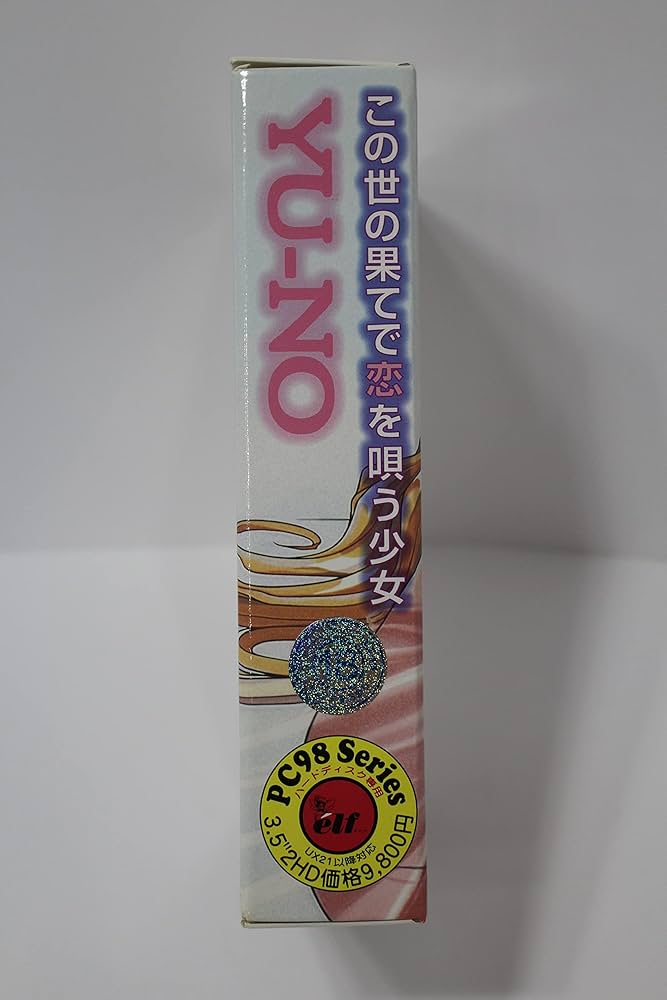 この世の果てで恋を唄う少女
YU-NO
PC98 Series
ハードディスク専用
élf
UX21以降対応
3.5"2HD価格9,800円